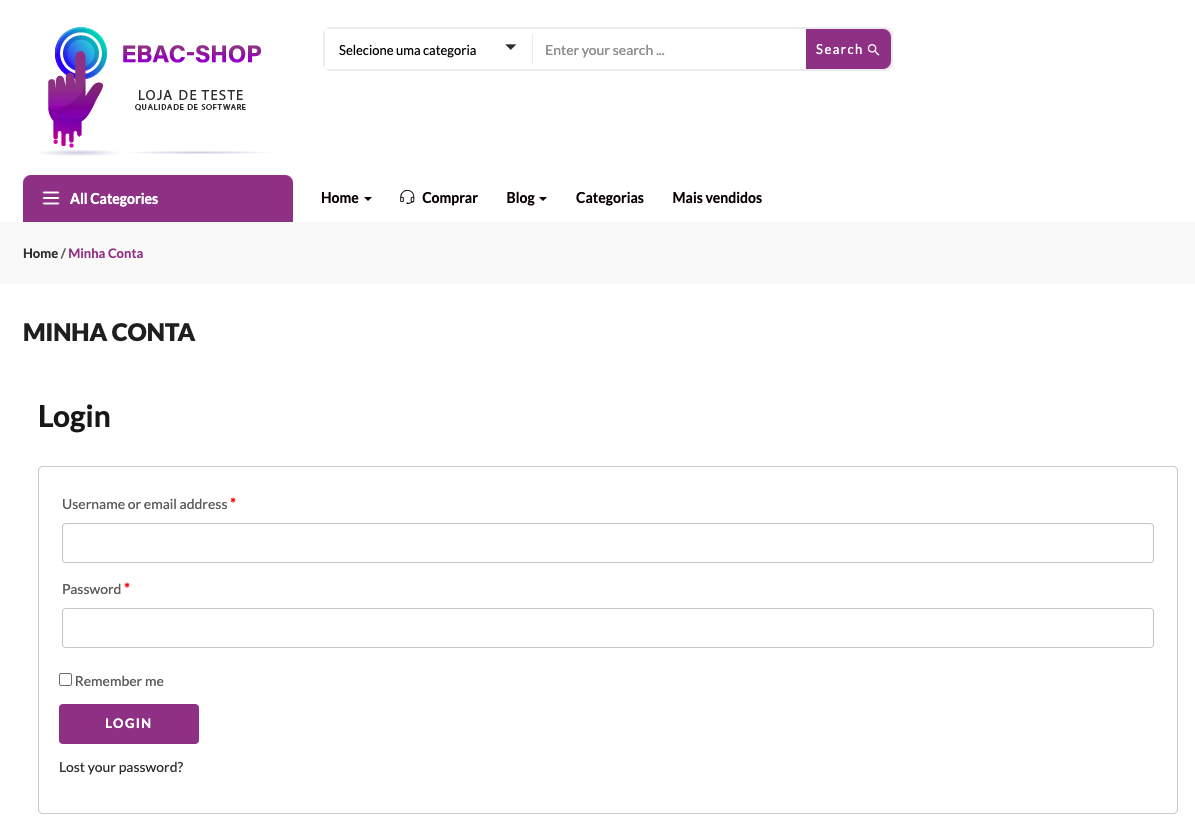 EBAC-SHOP
LOJA DE TESTE
QUALIDADE DE SOFTWARE
Selecione uma categoria
Enter your search ...
Search
All Categories
Home
Comprar
Blog
Categorias
Mais vendidos
Home / Minha Conta
MINHA CONTA
Login
Username or email address *
Password *
Remember me
LOGIN
Lost your password?